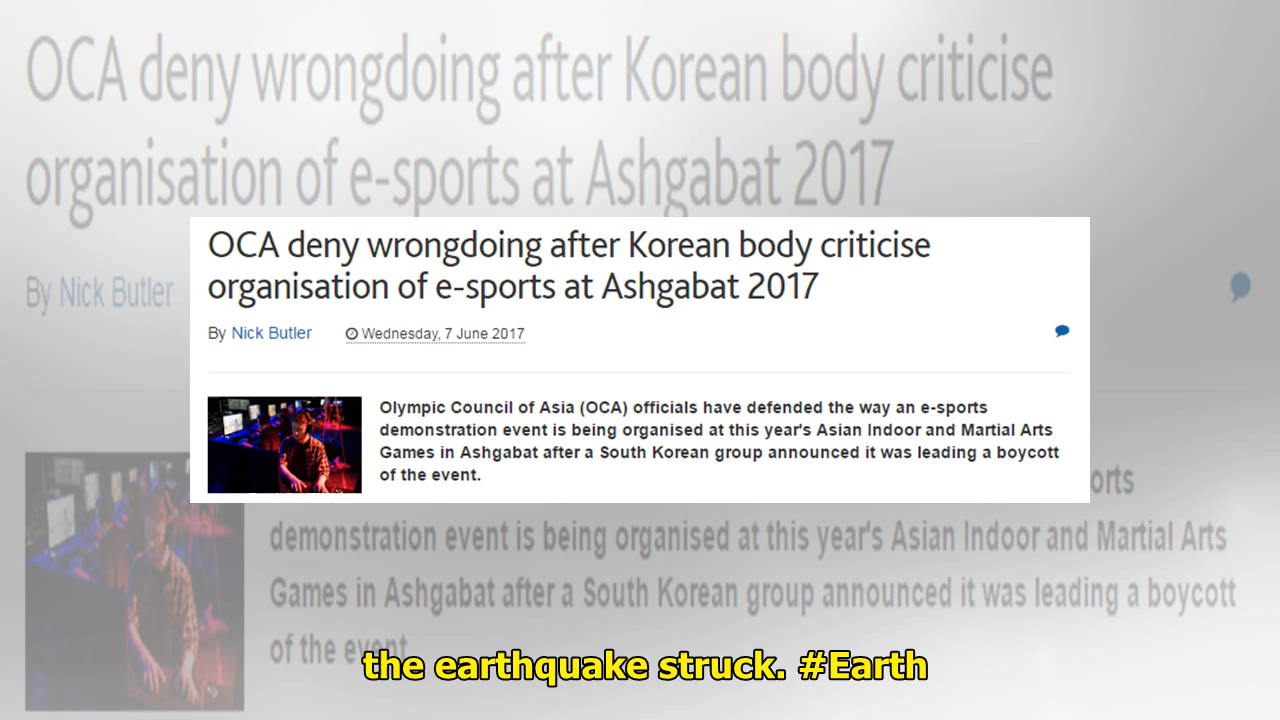 OCA deny wrongdoing after Korean body criticise
organisation of e-sports at Ashgabat 2017
By Nick Butler
OCA deny wrongdoing after Korean body criticise
organisation of e-sports at Ashgabat 2017
By Nick Butler Wednesday, 7 June 2017
Olympic Council of Asia (OCA) officials have defended the way an e-sports
demonstration event is being organised at this year's Asian Indoor and Martial Arts
Games in Ashgabat after a South Korean group announced it was leading a boycott
of the event.
demonstration event is being organised at this year's Asian Indoor and Martial Arts
Games in Ashgabat after a South Korean group announced it was leading a boycott
of the event.
the earthquake struck. #Earth